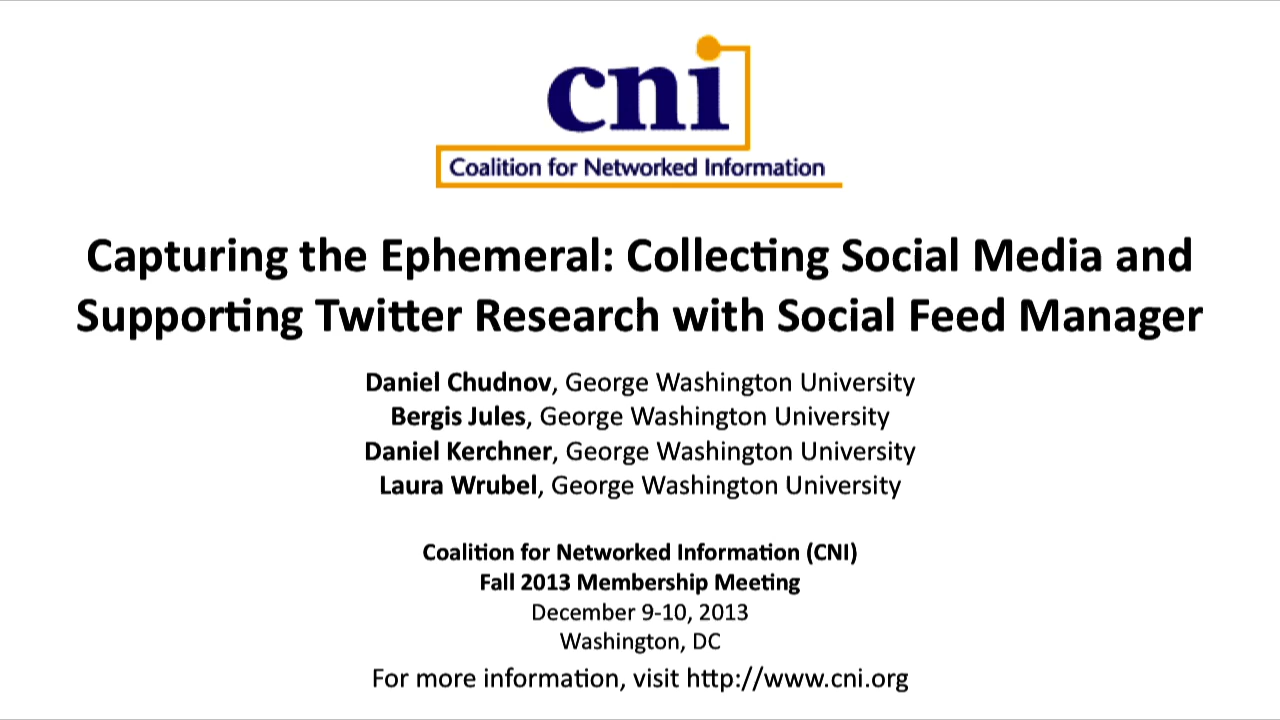 cni
Coalition for Networked Information
Capturing the Ephemeral: Collecting Social Media and
Supporting Twitter Research with Social Feed Manager
Daniel Chudnov, George Washington University
Bergis Jules, George Washington University
Daniel Kerchner, George Washington University
Laura Wrubel, George Washington University
Coalition for Networked Information (CNI)
Fall 2013 Membership Meeting
December 9-10, 2013
Washington, DC
For more information, visit http://www.cni.org